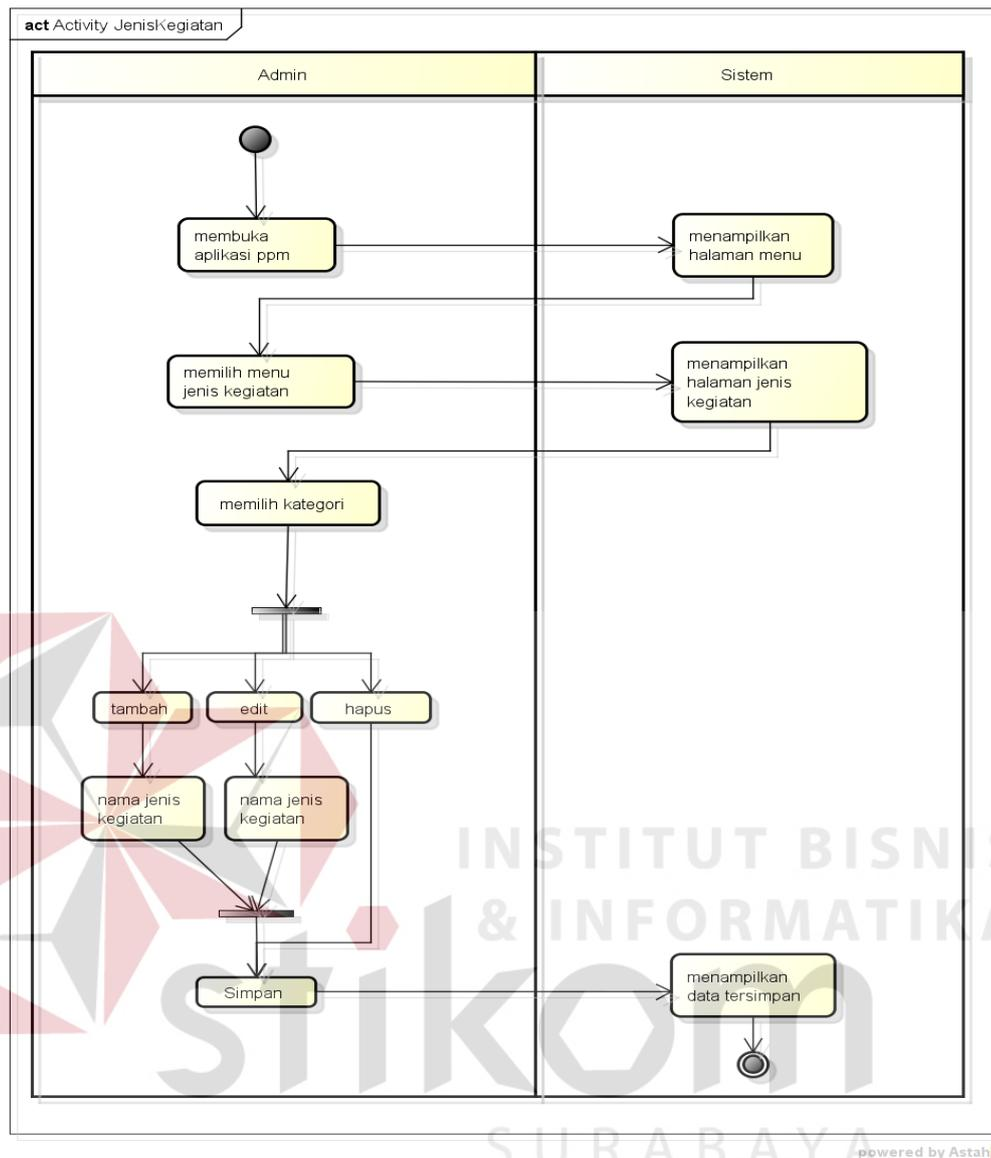 act Activity JenisKegiatan
Admin
Sistem
membuka
aplikasi ppm
menampilkan
halaman menu
memilih menu
jenis kegiatan
menampilkan
halaman jenis
kegiatan
memilih kategori
tambah
edit
hapus
nama jenis
kegiatan
nama jenis
kegiatan
Simpan
menampilkan
data tersimpan
INSTITUT BISNIS
& INFORMATIKA
stikom
SURABAYA
powered by Astah